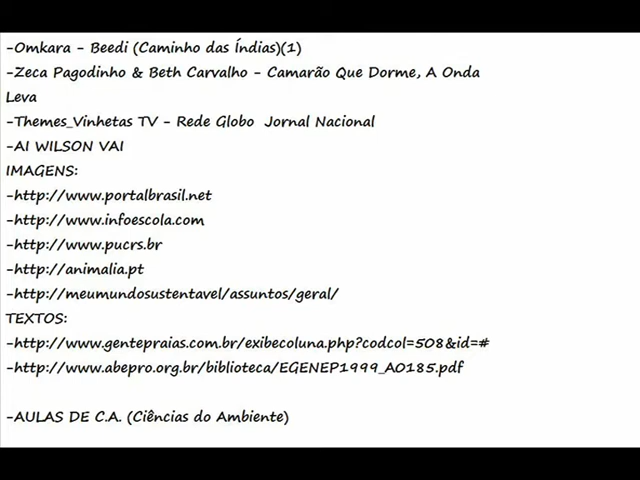 -Omkara - Beedi (Caminho das Índias)(1)
-Zeca Pagodinho & Beth Carvalho - Camarão Que Dorme, A Onda
Leva
-Themes_Vinhetas TV - Rede Globo  Jornal Nacional
-AI WILSON VAI
IMAGENS:
-http://www.portalbrasil.net
-http://www.infoescola.com
-http://www.pucrs.br
-http://animalia.pt
-http://meumundosustentavel/assuntos/geral/
TEXTOS:
-http://www.gentepraias.com.br/exibecoluna.php?codcol=508&id=#
-http://www.abepro.org.br/biblioteca/EGENEP1999_A0185.pdf
-AULAS DE C.A. (Ciências do Ambiente)